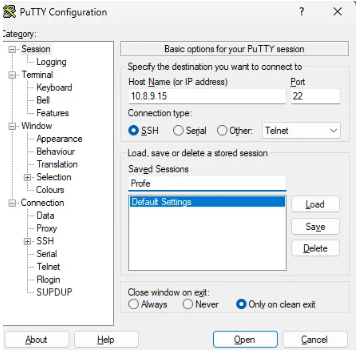 PuTTY Configuration
?
Category:
Session
Logging
Terminal
Keyboard
Bell
Features
Window
Appearance
Behaviour
Translation
Selection
Colours
Connection
Data
Proxy
SSH
Serial
Telnet
Rlogin
SUPDUP
Basic options for your PuTTY session
Specify the destination you want to connect to
Host Name (or IP address) Port
10.8.9.15 22
Connection type:
SSH Serial Other: Telnet
Load, save or delete a stored session
Saved Sessions
Profe
Default Settings
Load
Save
Delete
Close window on exit:
Always Never Only on clean exit
About Help Open Cancel